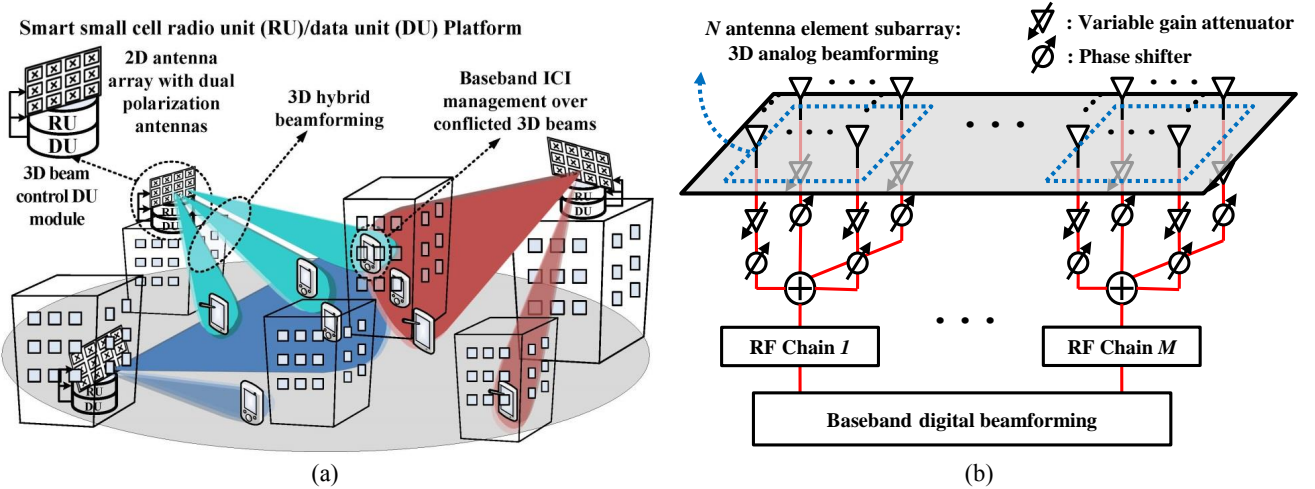 Smart small cell radio unit (RU)/data unit (DU) Platform
2D antenna
array with dual
polarization
antennas
RU
DU
3D beam
control DU
module
3D hybrid
beamforming
Baseband ICI
management over
conflicted 3D beams
RU
DU
RU
DU
RU
DU
(a)
N antenna element subarray:
3D analog beamforming
: Variable gain attenuator
: Phase shifter
RF Chain 1
RF Chain M
Baseband digital beamforming
(b)